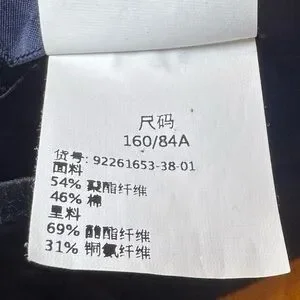 尺码
160/84A
货号: 92261653-38-01
面料
54% 聚酯纤维
46% 棉
里料
69% 醋酯纤维
31% 铜氨纤维